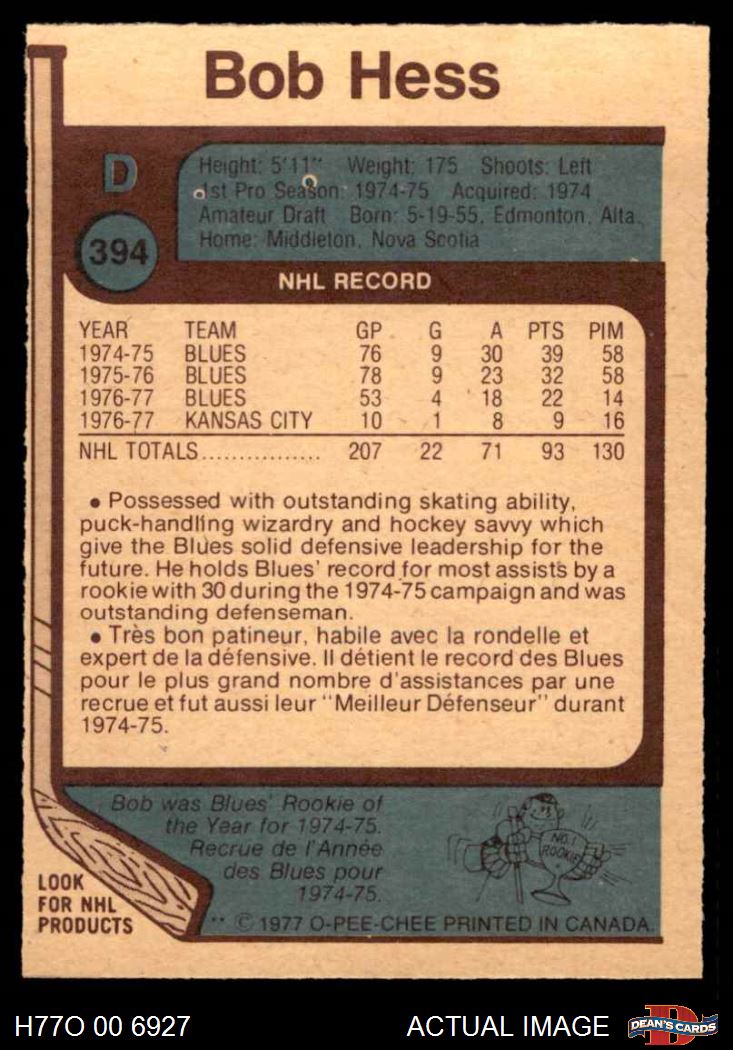 Bob Hess
D
394
Height: 5'11" Weight: 175 Shoots: Left
1st Pro Season: 1974-75 Acquired: 1974
Amateur Draft Born: 5-19-55, Edmonton, Alta.
Home: Middleton, Nova Scotia
NHL RECORD
YEAR TEAM GP G A PTS PIM
1974-75 BLUES 76 9 30 39 58
1975-76 BLUES 78 9 23 32 58
1976-77 BLUES 53 4 18 22 14
1976-77 KANSAS CITY 10 1 8 9 16
NHL TOTALS................ 207 22 71 93 130
• Possessed with outstanding skating ability,
puck-handling wizardry and hockey savvy which
give the Blues solid defensive leadership for the
future. He holds Blues' record for most assists by a
rookie with 30 during the 1974-75 campaign and was
outstanding defenseman.
• Très bon patineur, habile avec la rondelle et
expert de la défensive. Il détient le record des Blues
pour le plus grand nombre d'assistances par une
recrue et fut aussi leur "Meilleur Défenseur" durant
1974-75.
Bob was Blues' Rookie of
the Year for 1974-75.
Recrue de l'Année
des Blues pour
1974-75.
NO. 1
ROOKIE
LOOK
FOR NHL
PRODUCTS
** © 1977 O-PEE-CHEE PRINTED IN CANADA.
H77O 00 6927
ACTUAL IMAGE
DEAN'S CARDS